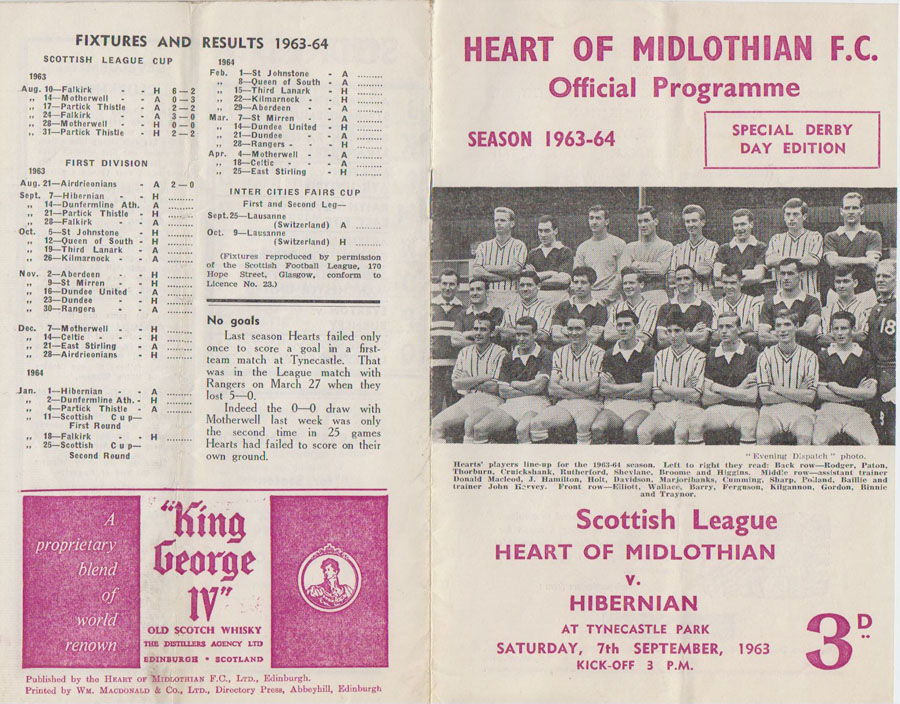 FIXTURES AND RESULTS 1963-64
SCOTTISH LEAGUE CUP
1963
Aug. 10—Falkirk - - H 6—2
„ 14—Motherwell - - A 0—3
„ 17—Partick Thistle - A 2—2
„ 24—Falkirk - - A 3—0
„ 28—Motherwell - - H 0—0
„ 31—Partick Thistle - H 2—2
FIRST DIVISION
1963
Aug. 21—Airdrieonians - A 2—0
Sept. 7—Hibernian - - H ........
„ 14—Dunfermline Ath. A ........
„ 21—Partick Thistle - H ........
„ 28—Falkirk - - A ........
Oct. 5—St Johnstone - H ........
„ 12—Queen of South - H ........
„ 19—Third Lanark - A ........
„ 26—Kilmarnock - - A ........
Nov. 2—Aberdeen - - H ........
„ 9—St Mirren - - H ........
„ 16—Dundee United - A ........
„ 23—Dundee - - H ........
„ 30—Rangers - - A ........
Dec. 7—Motherwell - - H ........
„ 14—Celtic - - - H ........
„ 21—East Stirling - A ........
„ 28—Airdrieonians - H ........
1964
Jan. 1—Hibernian - - A ........
„ 2—Dunfermline Ath. - H ........
„ 4—Partick Thistle - A ........
„ 11—Scottish Cup—
First Round
„ 18—Falkirk - - H ........
„ 25—Scottish Cup—
Second Round
1964
Feb. 1—St Johnstone - A ........
„ 8—Queen of South - A ........
„ 15—Third Lanark - H ........
„ 22—Kilmarnock - H ........
„ 29—Aberdeen - - A ........
Mar. 7—St Mirren - - A ........
„ 14—Dundee United - H ........
„ 21—Dundee - - A ........
„ 28—Rangers - - H ........
Apr. 4—Motherwell - A ........
„ 18—Celtic - - A ........
„ 25—East Stirling - H ........
INTER CITIES FAIRS CUP
First and Second Leg—
Sept. 25—Lausanne
(Switzerland) A ........
Oct. 9—Lausanne
(Switzerland) H ........
(Fixtures reproduced by permission
of the Scottish Football League, 170
Hope Street, Glasgow, conform to
Licence No. 23.)
No goals
Last season Hearts failed only
once to score a goal in a first-
team match at Tynecastle. That
was in the League match with
Rangers on March 27 when they
lost 5—0.
Indeed the 0—0 draw with
Motherwell last week was only
the second time in 25 games
Hearts had failed to score on their
own ground.
A
proprietary
blend
of
world
renown
"King
George
IV"
OLD SCOTCH WHISKY
THE DISTILLERS AGENCY LTD
EDINBURGH • SCOTLAND
Published by the HEART OF MIDLOTHIAN F.C., LTD., Edinburgh.
Printed by WM. MACDONALD & CO., LTD., Directory Press, Abbeyhill, Edinburgh
HEART OF MIDLOTHIAN F.C.
Official Programme
SEASON 1963-64
SPECIAL DERBY
DAY EDITION
18
"Evening Dispatch" photo.
Hearts' players line-up for the 1963-64 season. Left to right they read: Back row—Rodger, Paton,
Thorburn, Cruickshank, Rutherford, Shevlane, Broome and Higgins. Middle row—assistant trainer
Donald Macleod, J. Hamilton, Holt, Davidson, Marjoribanks, Cumming, Sharp, Polland, Baillie and
trainer John Harvey. Front row—Elliott, Wallace, Barry, Ferguson, Kilgannon, Gordon, Binnie
and Traynor.
Scottish League
HEART OF MIDLOTHIAN
v.
HIBERNIAN
AT TYNECASTLE PARK
SATURDAY, 7th SEPTEMBER, 1963
KICK-OFF 3 P.M.
3D.